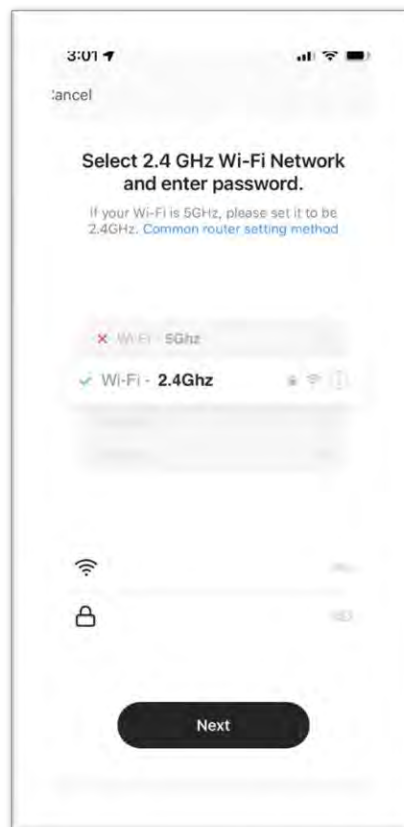 3:01
Cancel
Select 2.4 GHz Wi-Fi Network
and enter password.
If your Wi-Fi is 5GHz, please set it to be
2.4GHz. Common router setting method
Wi-Fi - 5Ghz
Wi-Fi - 2.4Ghz
Next